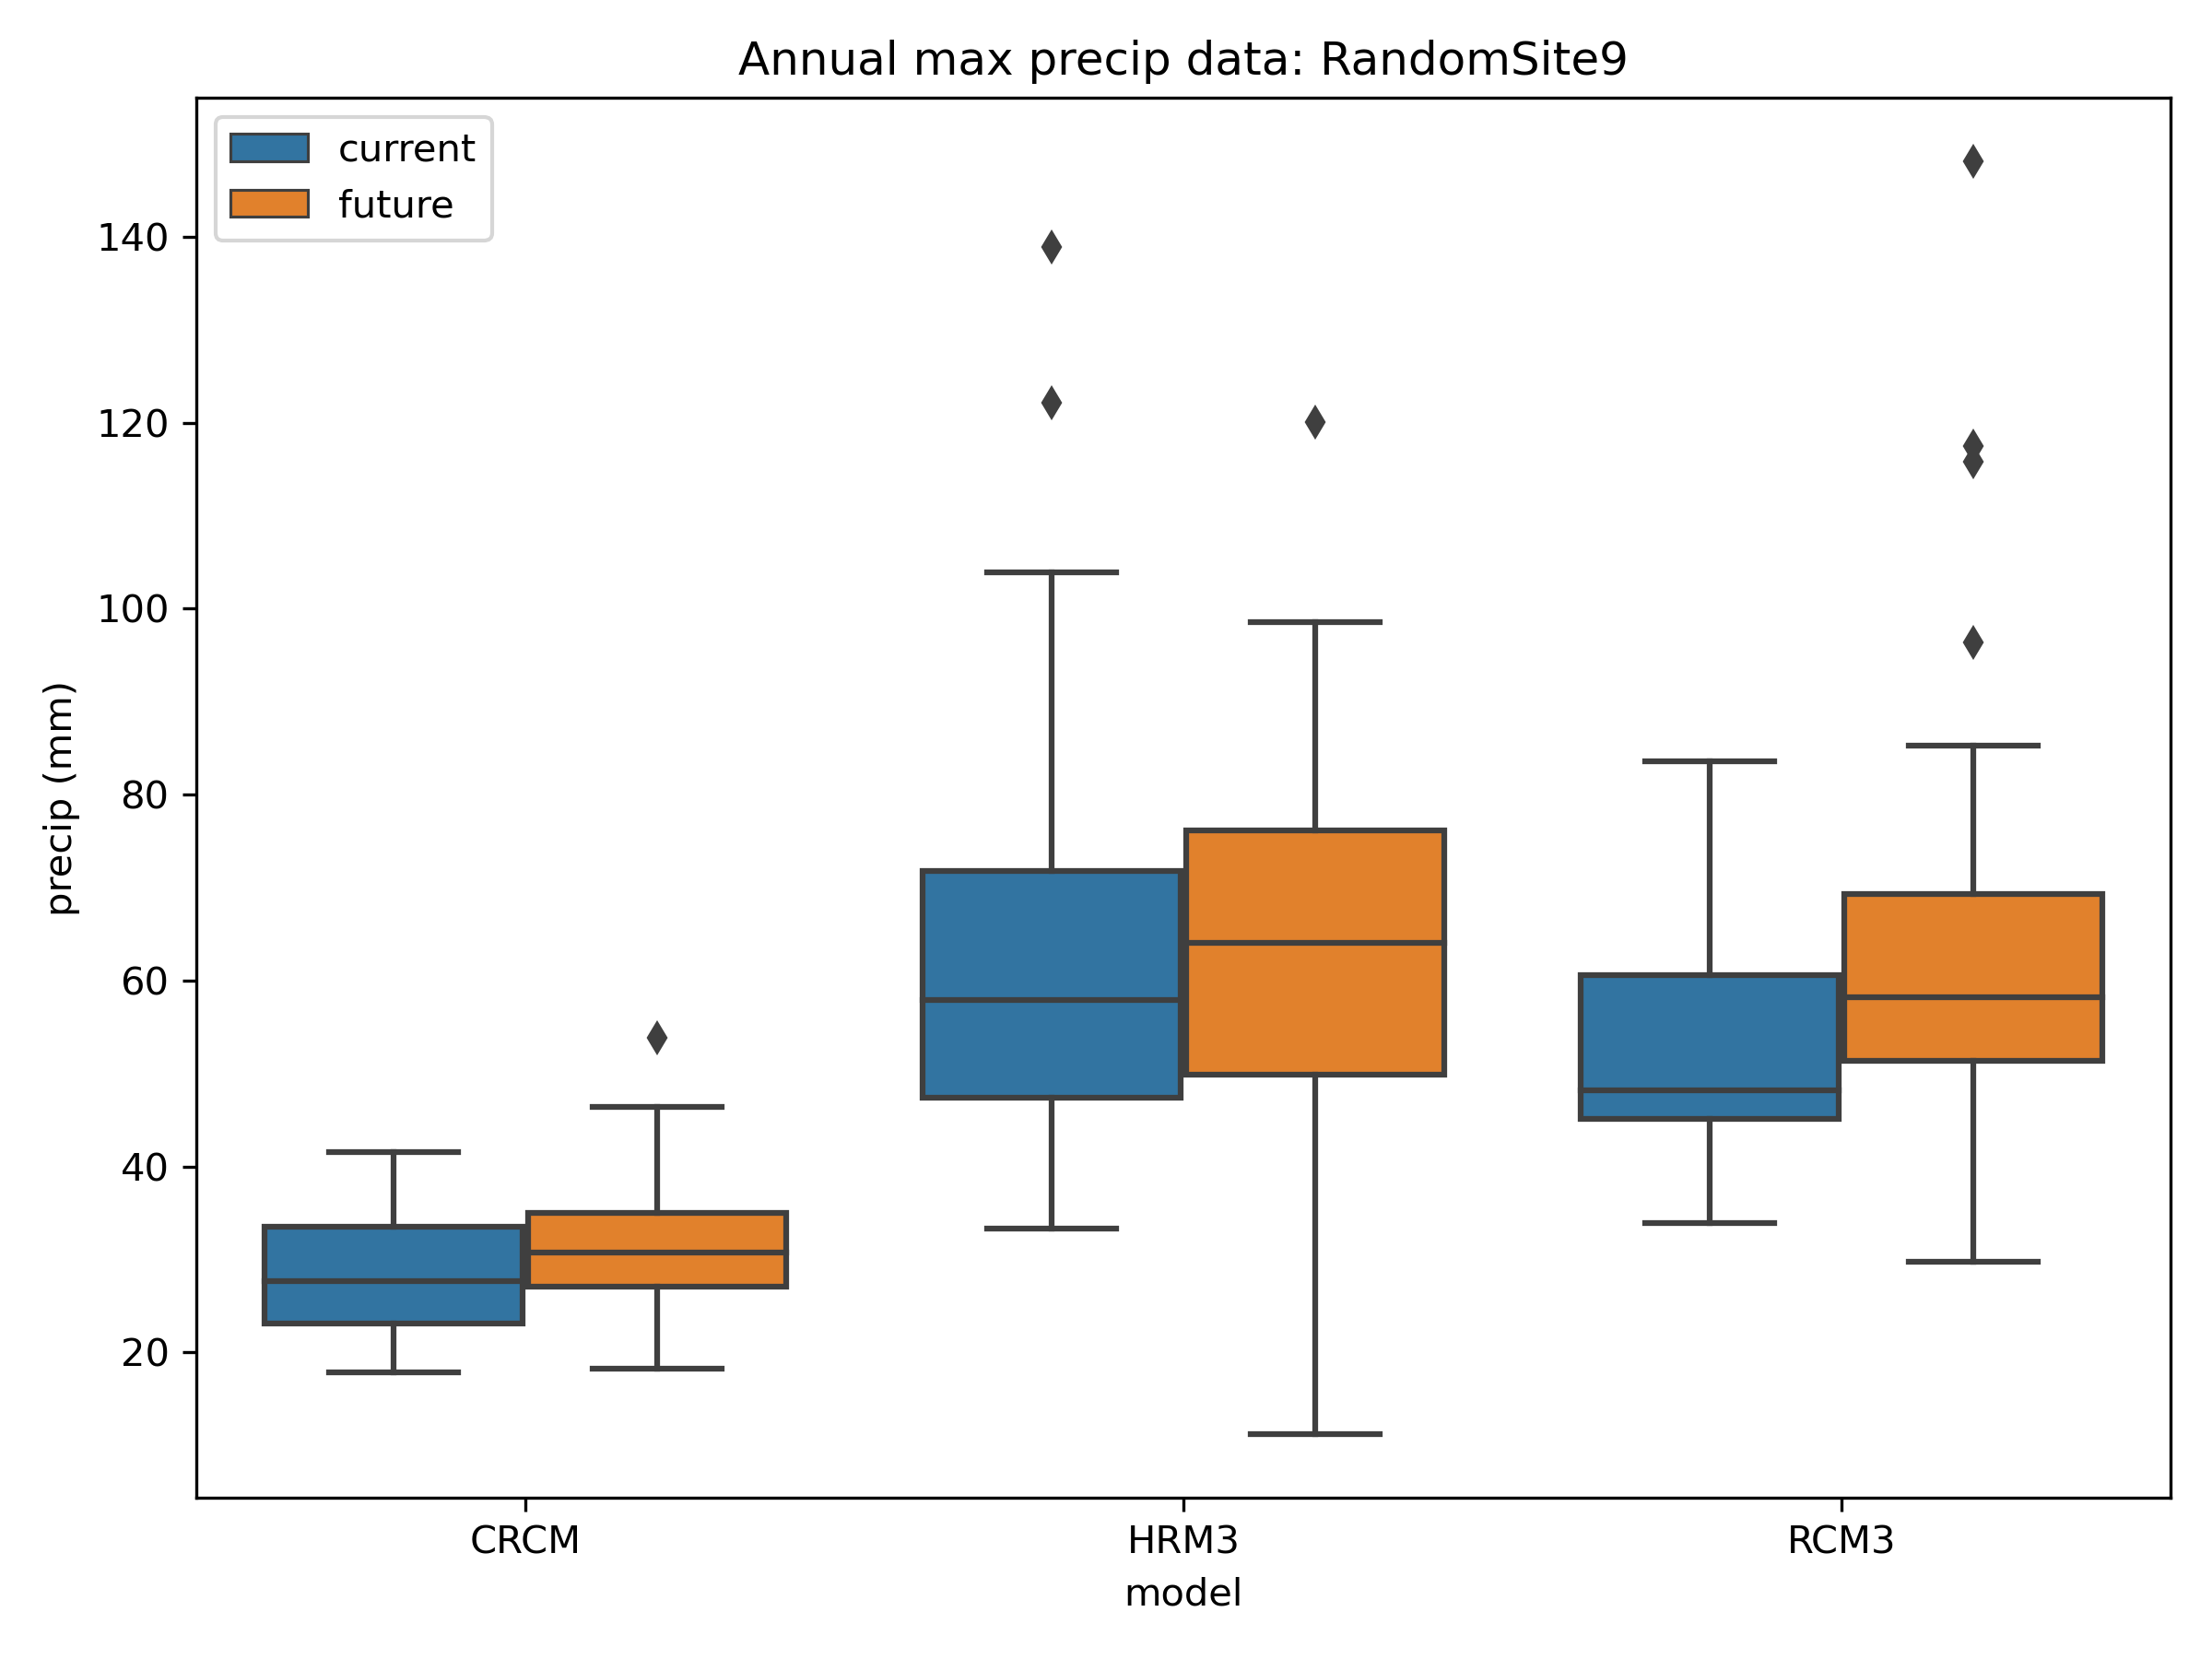 Annual max precip data: RandomSite9
current
future
140
120
100
80
60
40
20
precip (mm)
CRCM
HRM3
RCM3
model